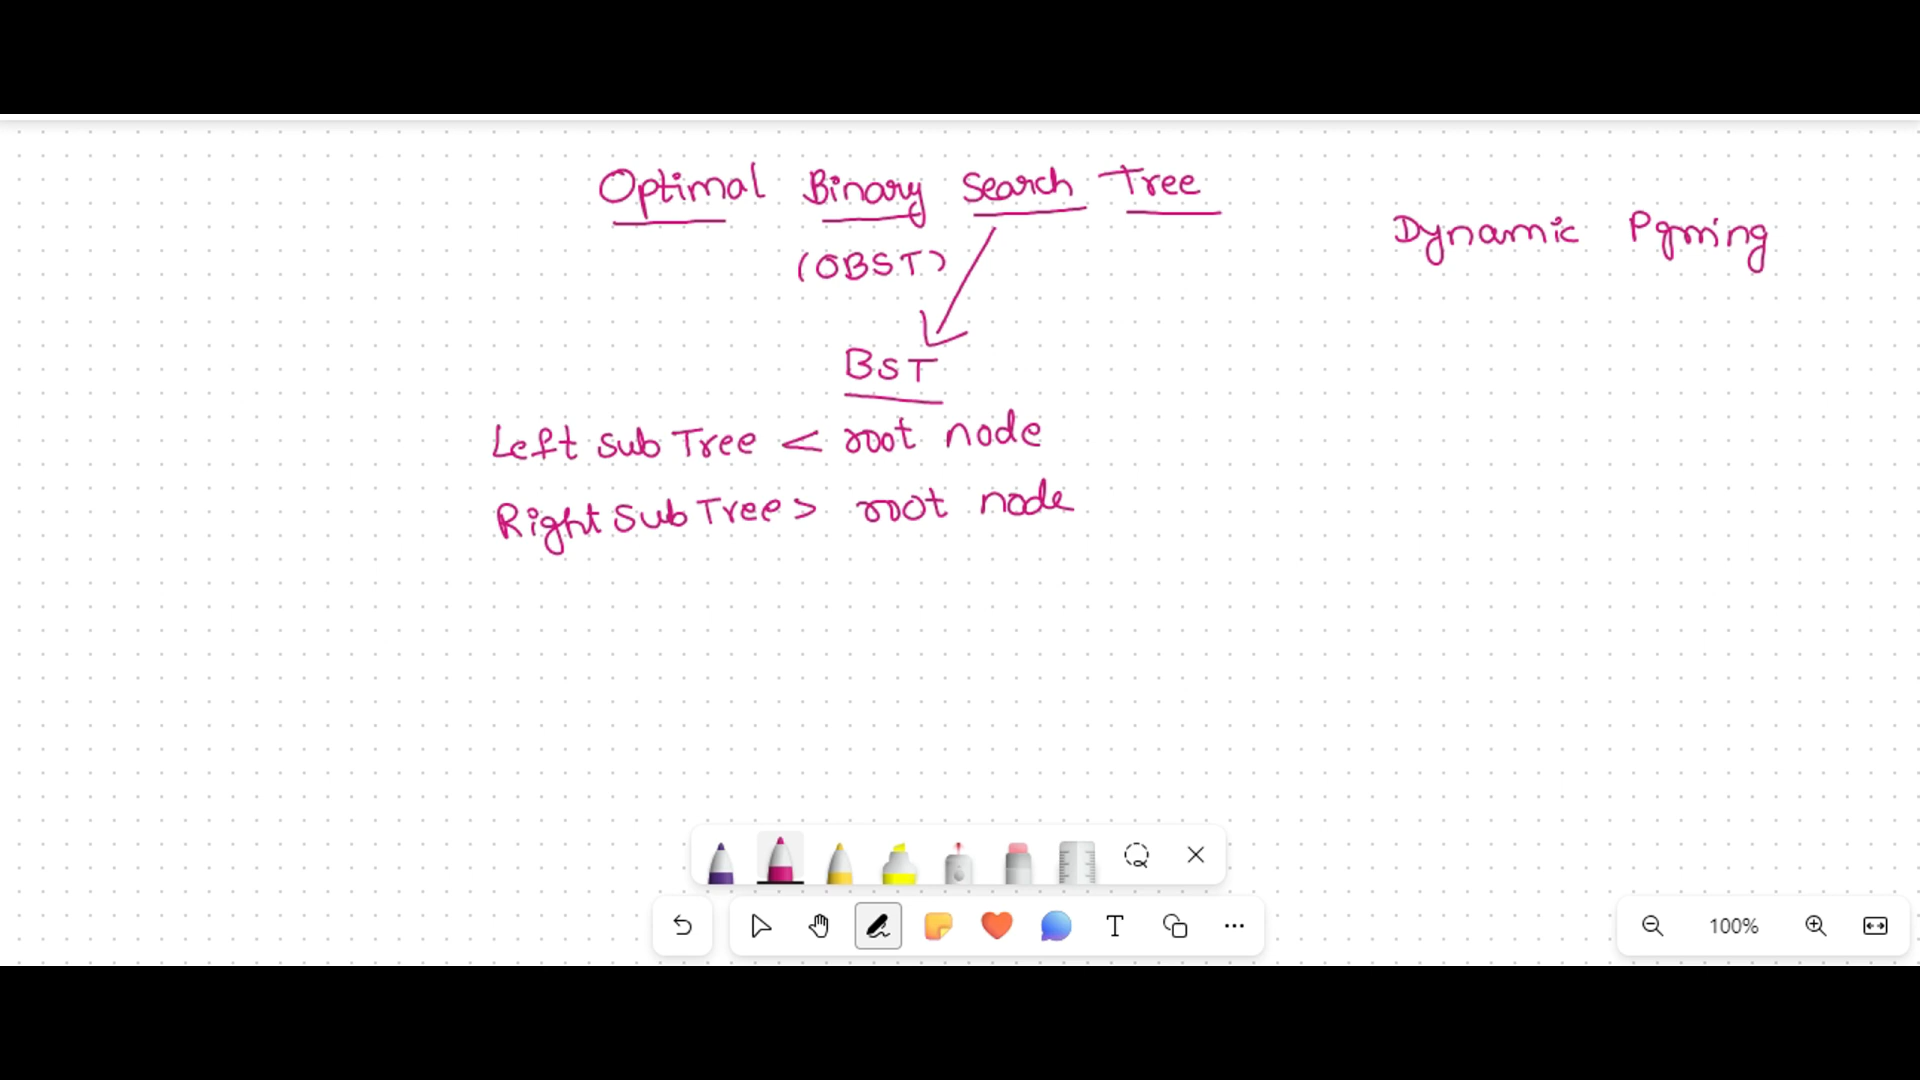 Optimal Binary Search Tree
Dynamic Pgming
(OBST)
BST
Left sub Tree < root node
Right Sub Tree > root node
T
100%